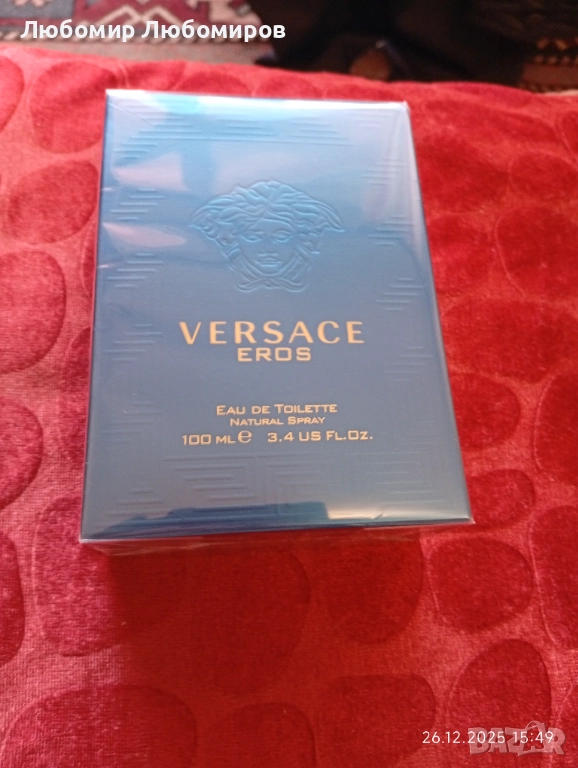 Любомир Любомиров
VERSACE
EROS
EAU DE TOILETTE
NATURAL SPRAY
100 ML℮ 3.4 US FL.OZ.
26.12.2025 15:49
BAZAR